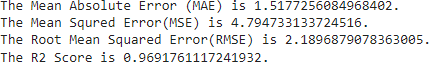 The Mean Absolute Error (MAE) is 1.5177256084968402.
The Mean Squred Error(MSE) is 4.794733133724516.
The Root Mean Squared Error(RMSE) is 2.1896879078363005.
The R2 Score is 0.9691761117241932.